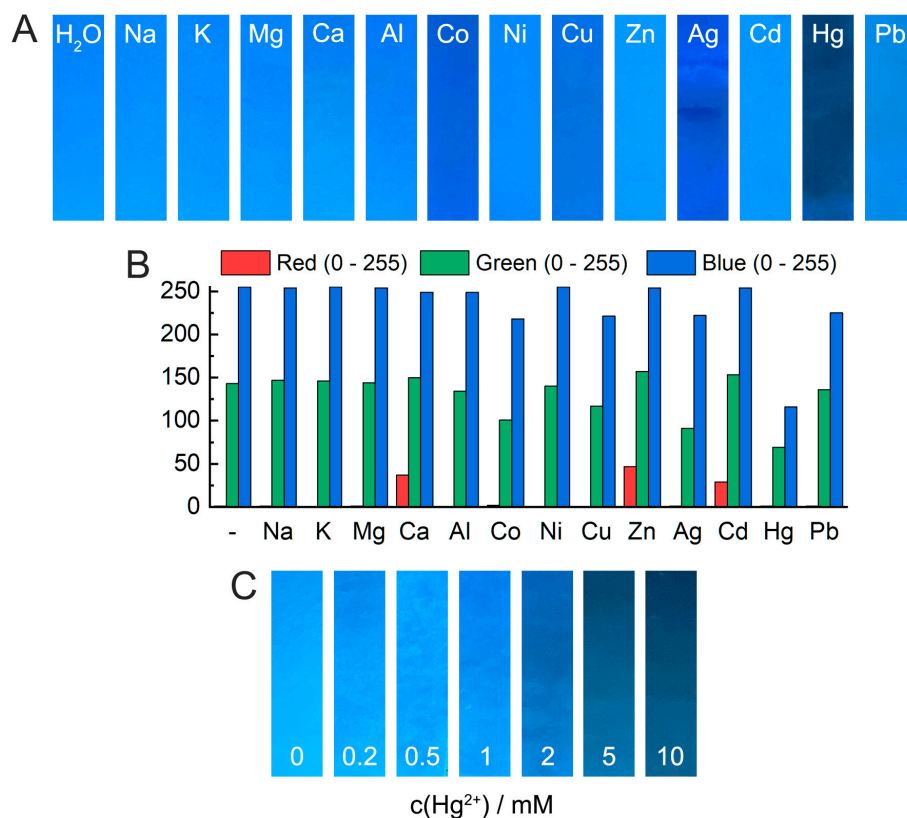 A
H₂O Na K Mg Ca Al Co Ni Cu Zn Ag Cd Hg Pb
B
Red (0 - 255) Green (0 - 255) Blue (0 - 255)
250
200
150
100
50
0
- Na K Mg Ca Al Co Ni Cu Zn Ag Cd Hg Pb
C
0 0.2 0.5 1 2 5 10
c(Hg²⁺) / mM